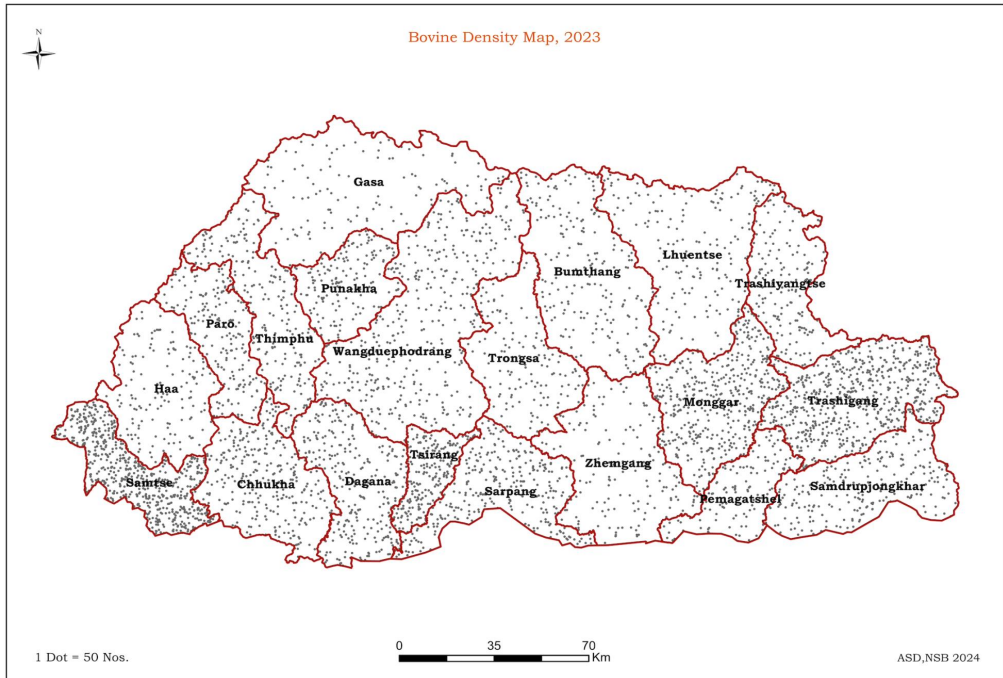 Bovine Density Map, 2023
N
Gasa
Punakha
Lhuentse
Bumthang
Trashiyangtse
Paro
Thimphu
Wangduephodrang
Trongsa
Haa
Monggar
Trashigang
Tsirang
Zhemgang
Samtse
Chhukha
Dagana
Sarpang
Pemagatshel
Samdrupjongkhar
0 35 70
Km
1 Dot = 50 Nos.
ASD,NSB 2024